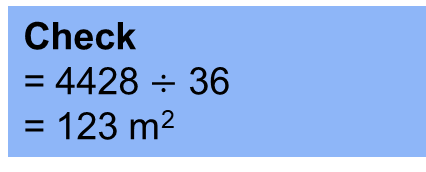 Check
= 4428 ÷ 36
= 123 m²